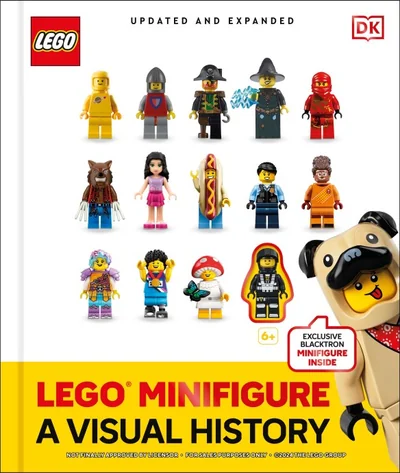 UPDATED AND EXPANDED
LEGO
DK
6+
EXCLUSIVE
BLACKTRON
MINIFIGURE
INSIDE
LEGO® MINIFIGURE
A VISUAL HISTORY
NOT FINALLY APPROVED BY LICENSOR • FOR SALES PURPOSES ONLY • ©2024 THE LEGO GROUP